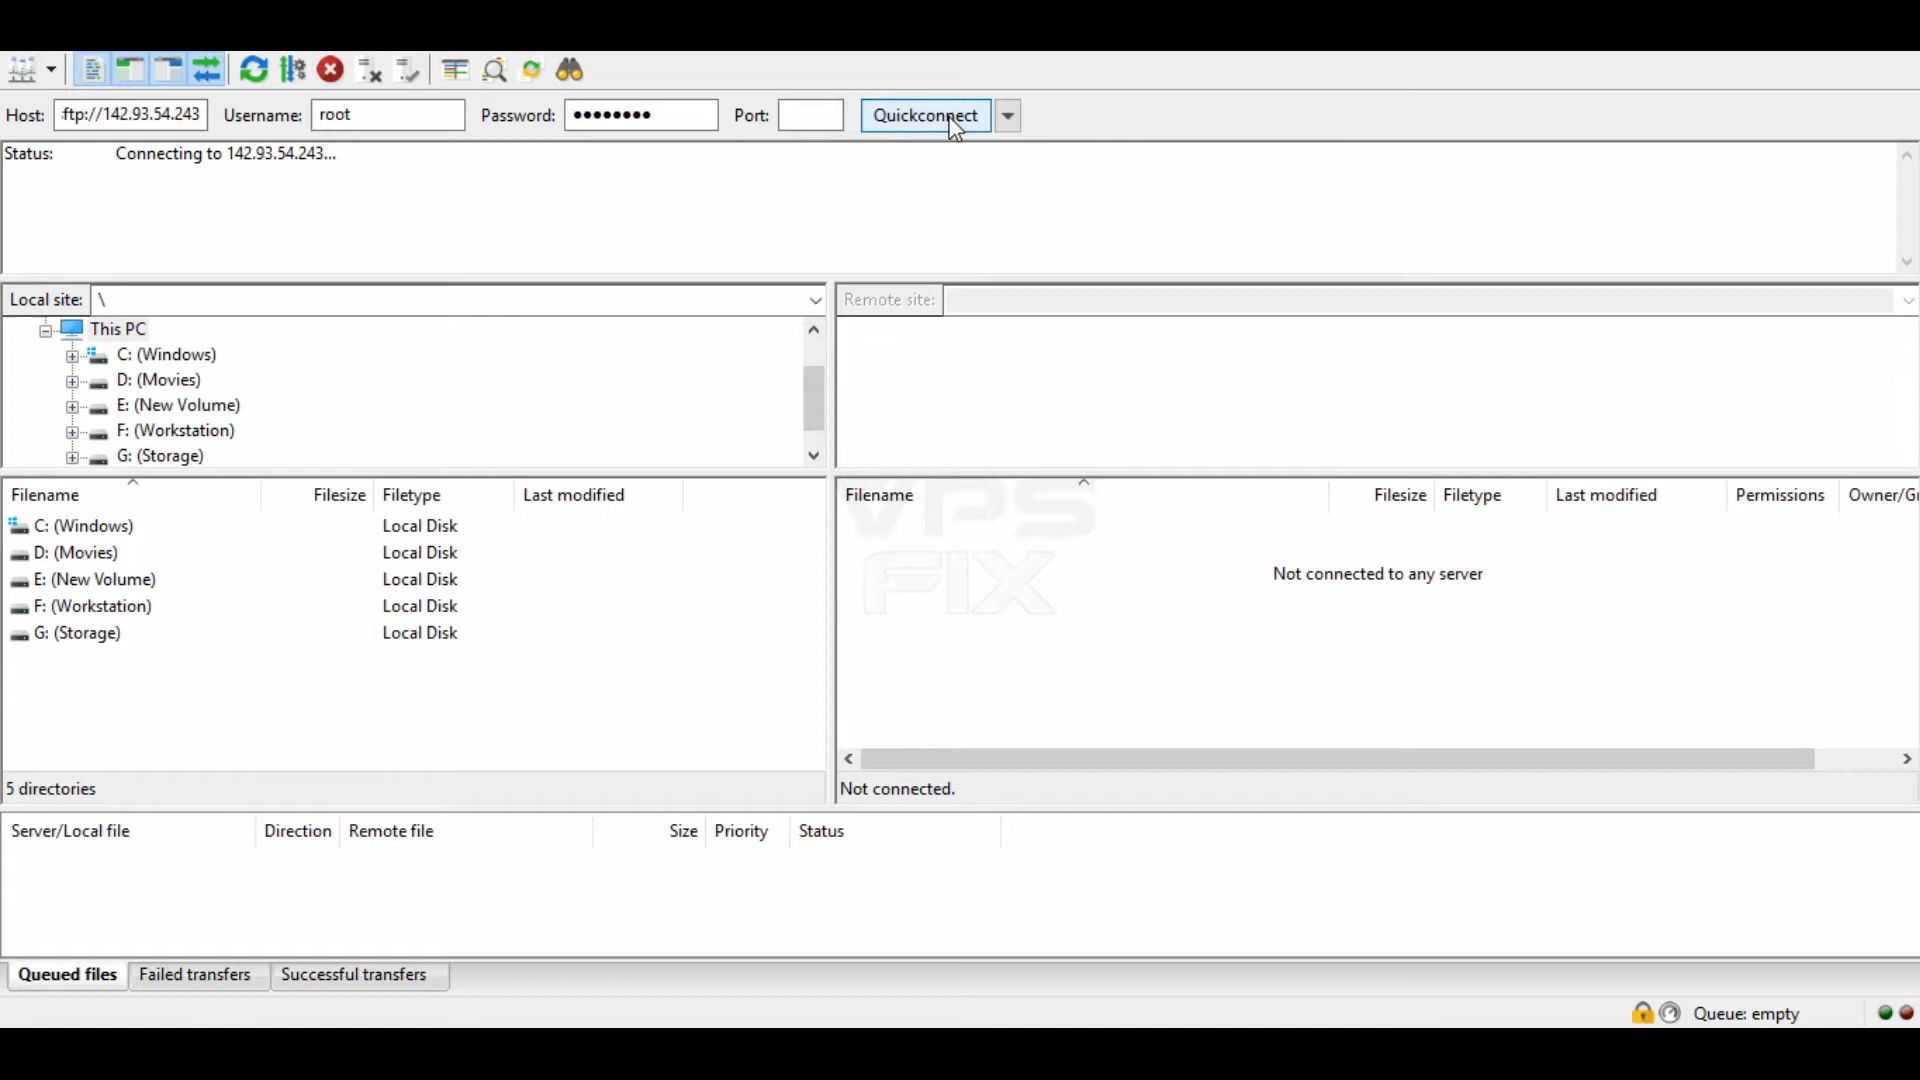 Host: ftp://142.93.54.243 Username: root Password: •••••••• Port: Quickconnect
Status: Connecting to 142.93.54.243...
Local site: \ Remote site:
This PC
C: (Windows)
D: (Movies)
E: (New Volume)
F: (Workstation)
G: (Storage)
Filename Filesize Filetype Last modified
C: (Windows) Local Disk
D: (Movies) Local Disk
E: (New Volume) Local Disk
F: (Workstation) Local Disk
G: (Storage) Local Disk
5 directories
Filename Filesize Filetype Last modified Permissions Owner/Gr
VPS
FIX
Not connected to any server
Not connected.
Server/Local file Direction Remote file Size Priority Status
Queued files Failed transfers Successful transfers
Queue: empty